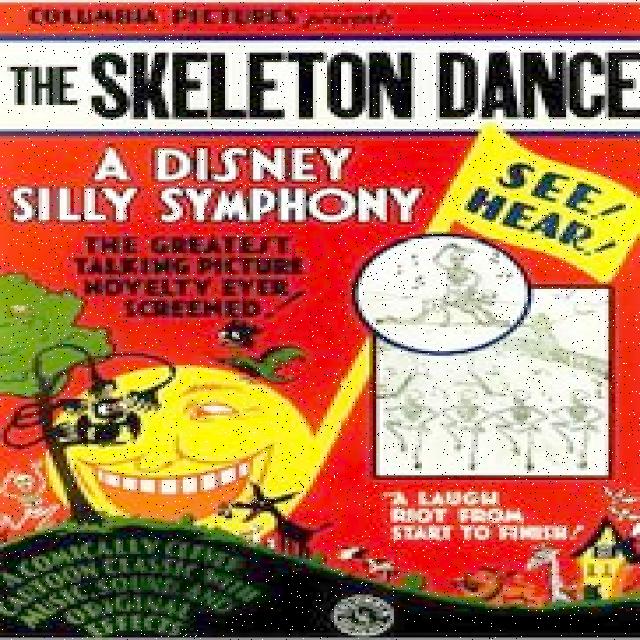 COLUMBIA PICTURES presents
THE SKELETON DANCE
A DISNEY
SILLY SYMPHONY
SEE!
HEAR!
THE GREATEST
TALKING PICTURE
NOVELTY EVER
SCREENED!
"A LAUGH
RIOT FROM
START TO FINISH!"
A COMICALLY CLEVER
CARTOON CLASSIC WITH
MUSIC, SOUND AND
ORIGINAL
EFFECTS